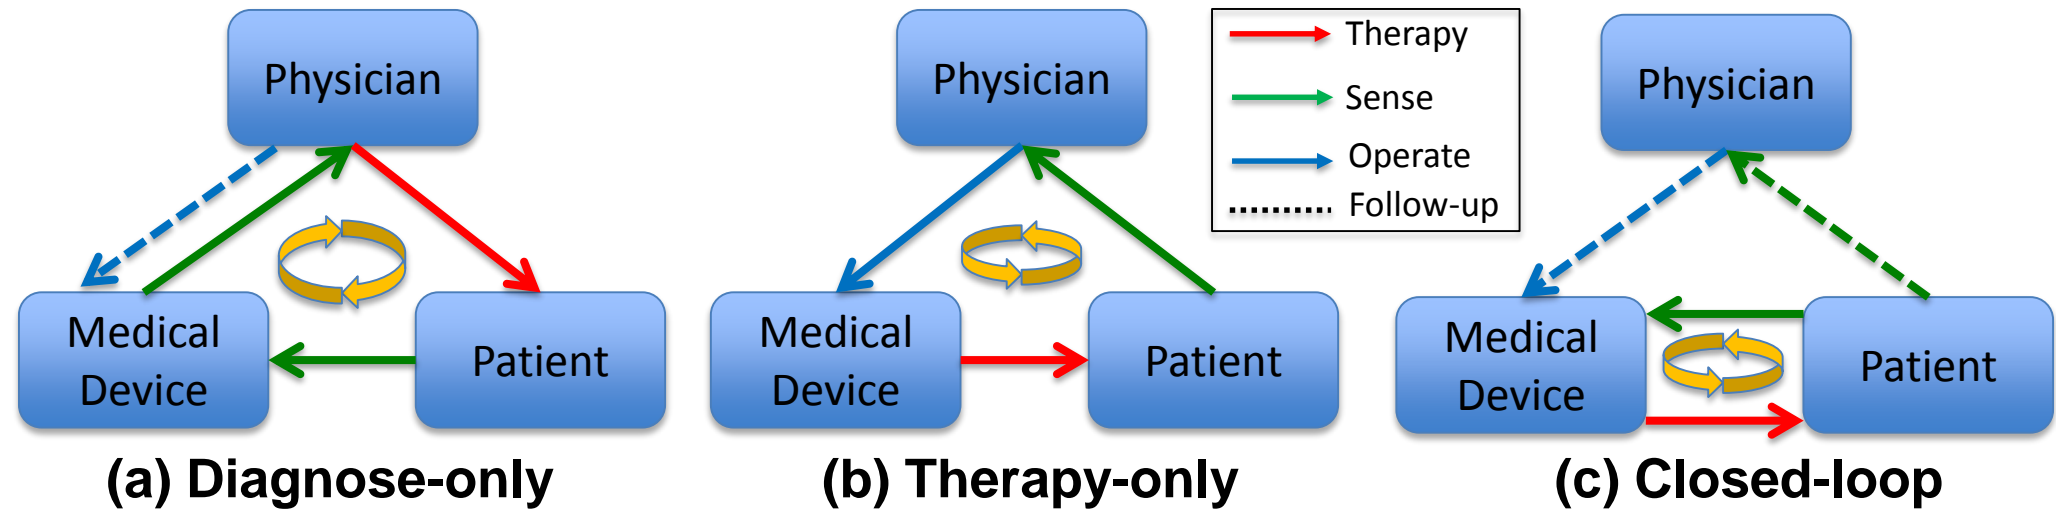 Physician
Medical
Device
Patient
(a) Diagnose-only
Physician
Medical
Device
Patient
(b) Therapy-only
Therapy
Sense
Operate
Follow-up
Physician
Medical
Device
Patient
(c) Closed-loop